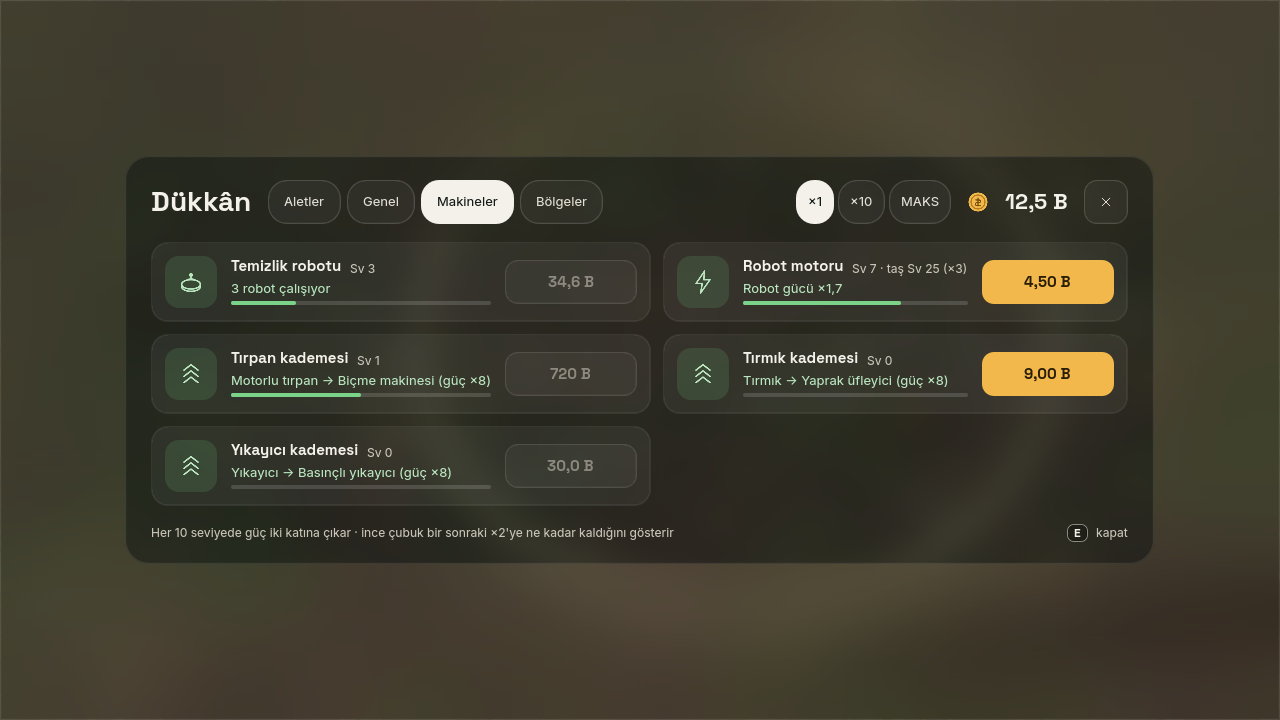 Dükkân Aletler Genel Makineler Bölgeler ×1 ×10 MAKS 12,5 B ×
Temizlik robotu Sv 3
3 robot çalışıyor
34,6 B
Robot motoru Sv 7 · taş Sv 25 (×3)
Robot gücü ×1,7
4,50 B
Tırpan kademesi Sv 1
Motorlu tırpan → Biçme makinesi (güç ×8)
720 B
Tırmık kademesi Sv 0
Tırmık → Yaprak üfleyici (güç ×8)
9,00 B
Yıkayıcı kademesi Sv 0
Yıkayıcı → Basınçlı yıkayıcı (güç ×8)
30,0 B
Her 10 seviyede güç iki katına çıkar · ince çubuk bir sonraki ×2'ye ne kadar kaldığını gösterir
E kapat